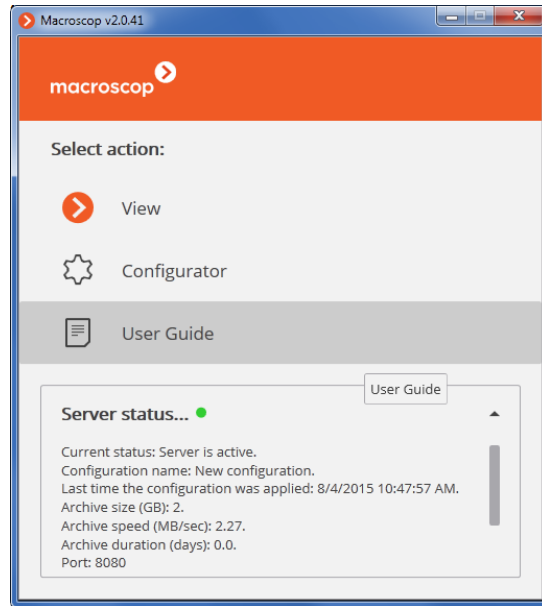 Macroscop v2.0.41
macroscop
Select action:
View
Configurator
User Guide
User Guide
Server status...
Current status: Server is active.
Configuration name: New configuration.
Last time the configuration was applied: 8/4/2015 10:47:57 AM.
Archive size (GB): 2.
Archive speed (MB/sec): 2.27.
Archive duration (days): 0.0.
Port: 8080